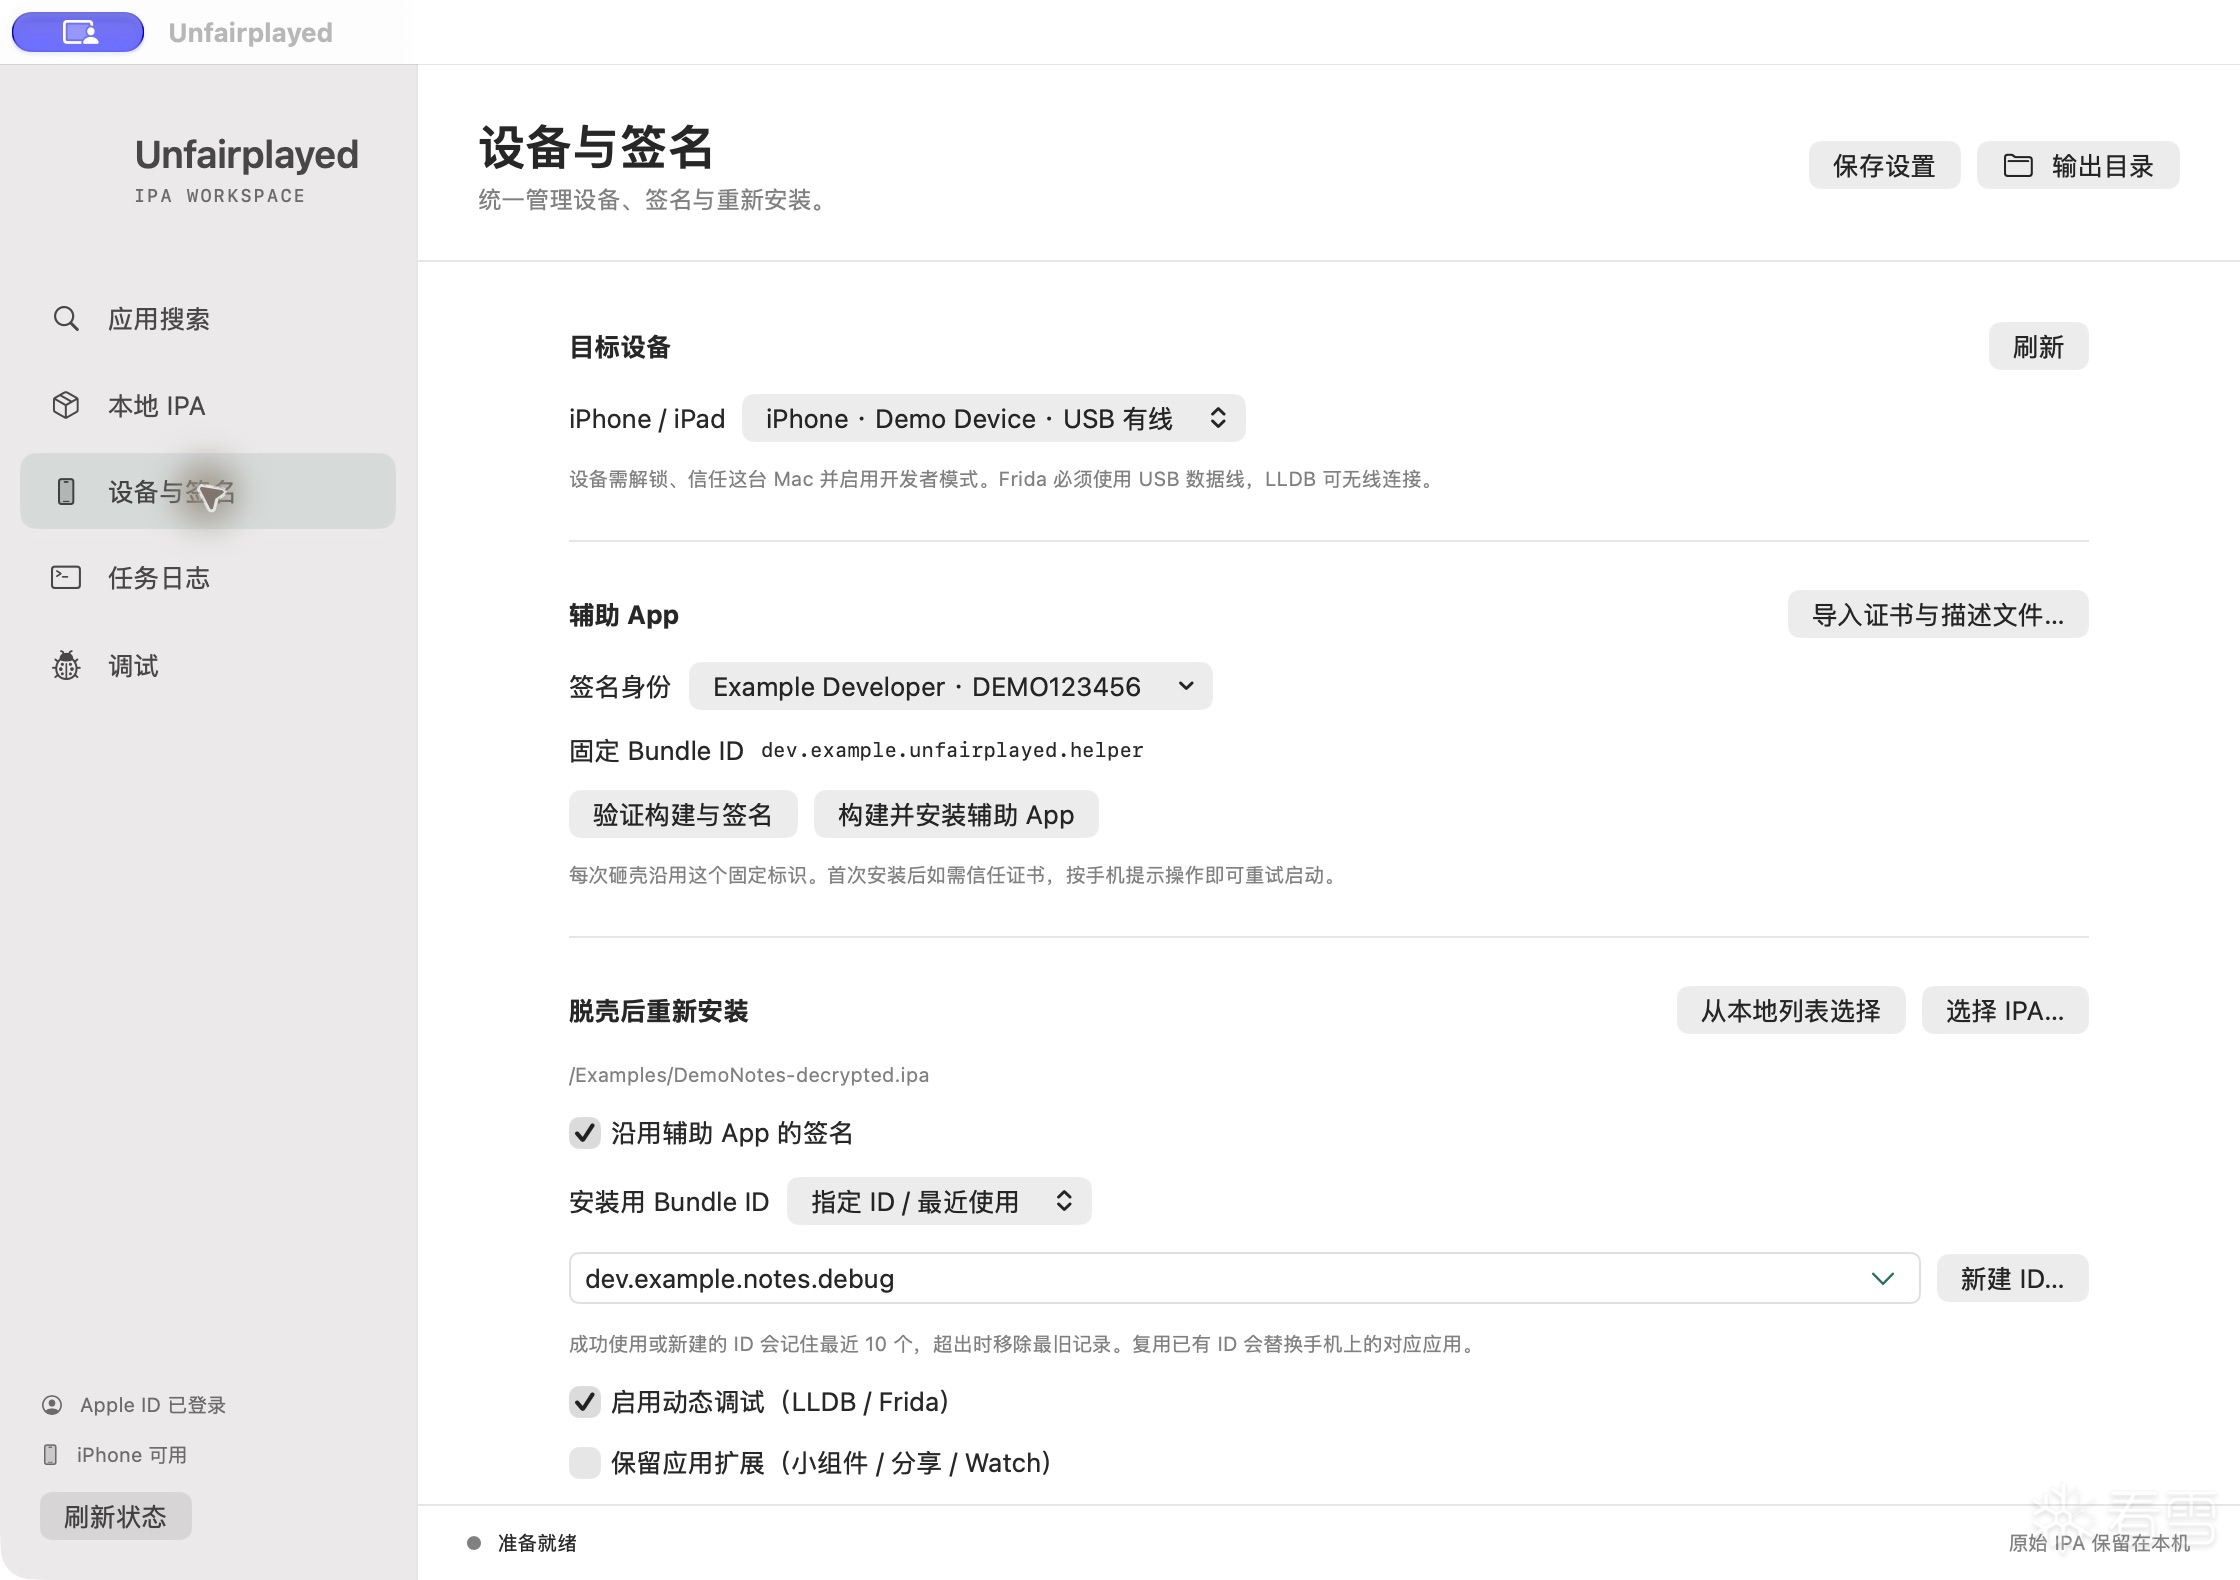 Unfairplayed
Unfairplayed
IPA WORKSPACE
应用搜索
本地 IPA
设备与签名
任务日志
调试
Apple ID 已登录
iPhone 可用
刷新状态
设备与签名
统一管理设备、签名与重新安装。
保存设置
输出目录
目标设备
刷新
iPhone / iPad
iPhone · Demo Device · USB 有线
设备需解锁、信任这台 Mac 并启用开发者模式。Frida 必须使用 USB 数据线，LLDB 可无线连接。
辅助 App
导入证书与描述文件...
签名身份
Example Developer · DEMO123456
固定 Bundle ID
dev.example.unfairplayed.helper
验证构建与签名
构建并安装辅助 App
每次砸壳沿用这个固定标识。首次安装后如需信任证书，按手机提示操作即可重试启动。
脱壳后重新安装
从本地列表选择
选择 IPA...
/Examples/DemoNotes-decrypted.ipa
沿用辅助 App 的签名
安装用 Bundle ID
指定 ID / 最近使用
dev.example.notes.debug
新建 ID...
成功使用或新建的 ID 会记住最近 10 个，超出时移除最旧记录。复用已有 ID 会替换手机上的对应应用。
启用动态调试（LLDB / Frida）
保留应用扩展（小组件 / 分享 / Watch）
准备就绪
原始 IPA 保留在本机
看雪